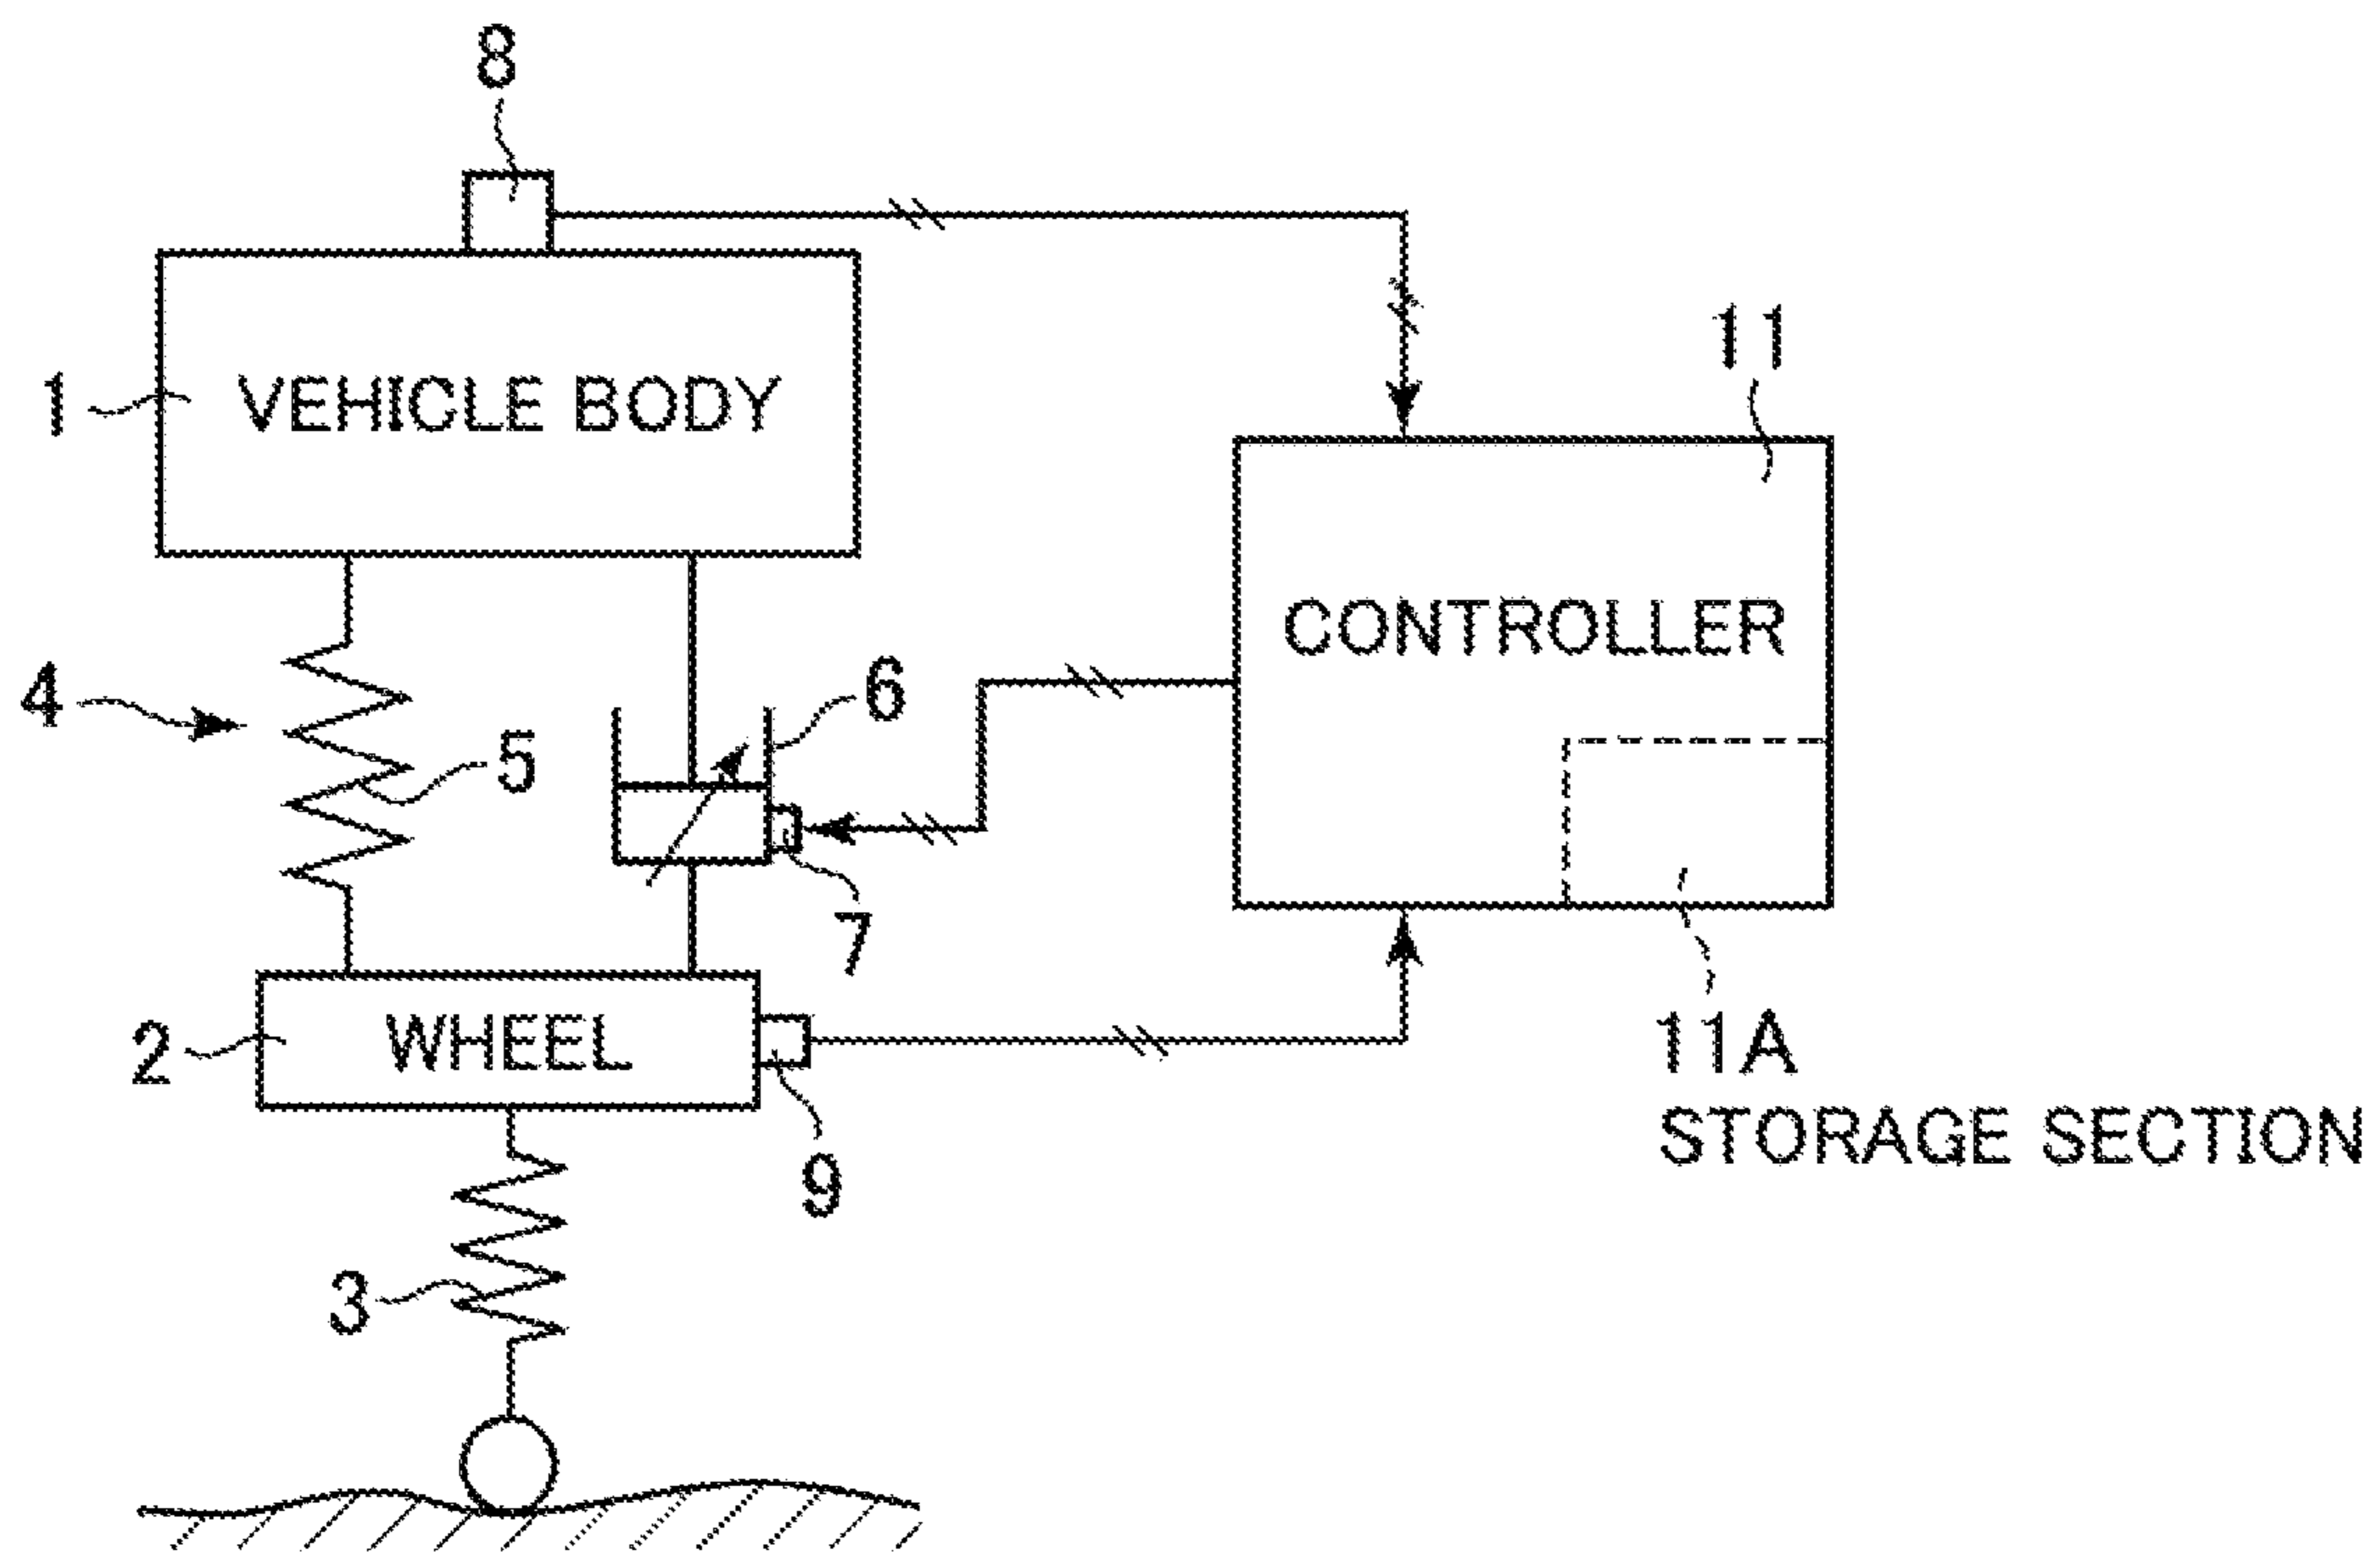 8
11
1
VEHICLE BODY
CONTROLLER
4
6
5
7
2
WHEEL
11A
STORAGE SECTION
9
3